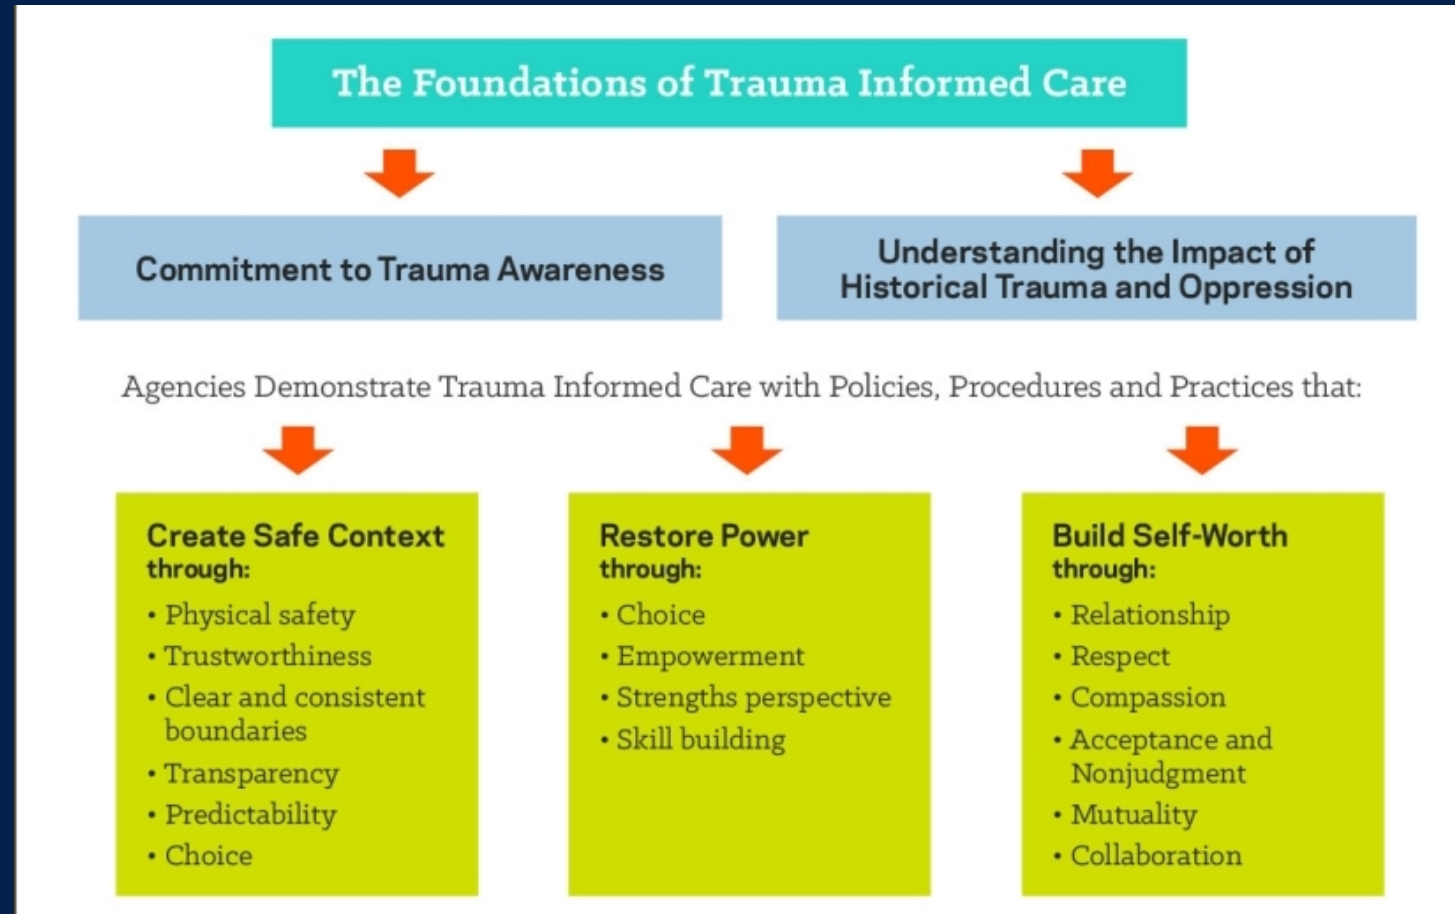 The Foundations of Trauma Informed Care
Commitment to Trauma Awareness
Understanding the Impact of
Historical Trauma and Oppression
Agencies Demonstrate Trauma Informed Care with Policies, Procedures and Practices that:
Create Safe Context
through:
• Physical safety
• Trustworthiness
• Clear and consistent
boundaries
• Transparency
• Predictability
• Choice
Restore Power
through:
• Choice
• Empowerment
• Strengths perspective
• Skill building
Build Self-Worth
through:
• Relationship
• Respect
• Compassion
• Acceptance and
Nonjudgment
• Mutuality
• Collaboration